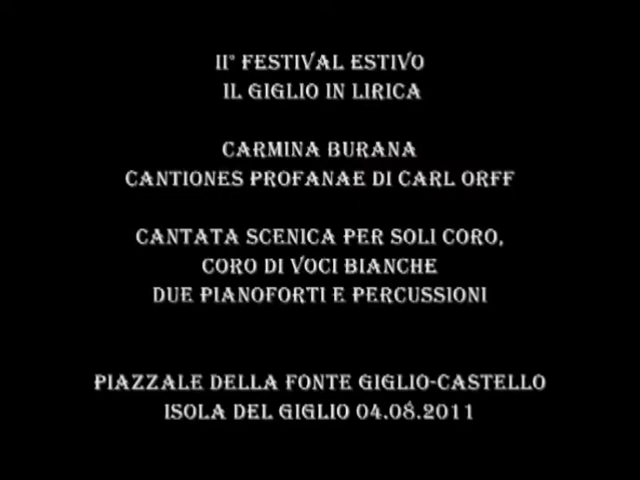 II° FESTIVAL ESTIVO
IL GIGLIO IN LIRICA
CARMINA BURANA
CANTIONES PROFANAE DI CARL ORFF
CANTATA SCENICA PER SOLI CORO,
CORO DI VOCI BIANCHE
DUE PIANOFORTI E PERCUSSIONI
PIAZZALE DELLA FONTE GIGLIO-CASTELLO
ISOLA DEL GIGLIO 04.08.2011